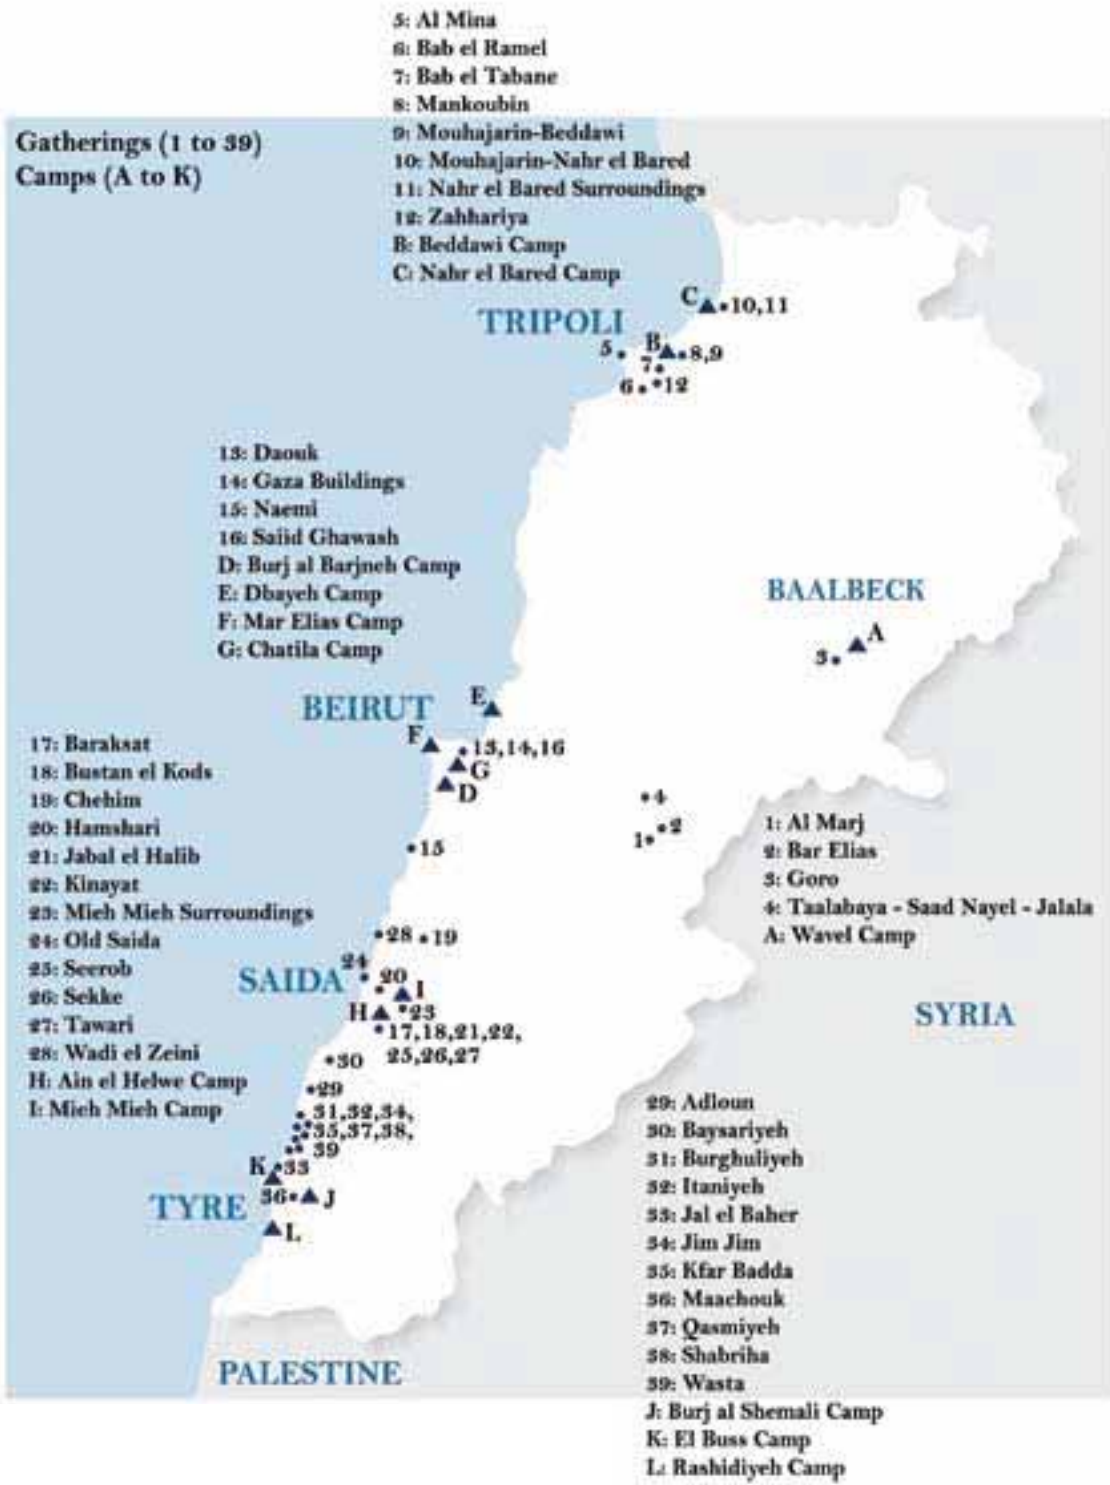 5: Al Mina
6: Bab el Ramel
7: Bab el Tabane
8: Mankoubin
9: Mouhajarin-Beddawi
10: Mouhajarin-Nahr el Bared
11: Nahr el Bared Surroundings
12: Zahhariya
B: Beddawi Camp
C: Nahr el Bared Camp
Gatherings (1 to 39)
Camps (A to K)
C
10,11
TRIPOLI
5
B
8,9
7
6
12
13: Daouk
14: Gaza Buildings
15: Naemi
16: Saiid Ghawash
D: Burj al Barjneh Camp
E: Dbayeh Camp
F: Mar Elias Camp
G: Chatila Camp
BAALBECK
A
3
BEIRUT
E
F
13,14,16
G
D
15
4
2
1
17: Baraksat
18: Bustan el Kods
19: Chehim
20: Hamshari
21: Jabal el Halib
22: Kinayat
23: Mieh Mieh Surroundings
24: Old Saida
25: Seerob
26: Sekke
27: Tawari
28: Wadi el Zeini
H: Ain el Helwe Camp
I: Mieh Mieh Camp
1: Al Marj
2: Bar Elias
3: Goro
4: Taalabaya - Saad Nayel - Jalala
A: Wavel Camp
28
19
24
SAIDA
20
I
H
23
17,18,21,22,
25,26,27
SYRIA
30
29
31,32,34,
35,37,38,
39
K
33
TYRE
36
J
L
PALESTINE
29: Adloun
30: Baysariyeh
31: Burghuliyeh
32: Itaniyeh
33: Jal el Baher
34: Jim Jim
35: Kfar Badda
36: Maachouk
37: Qasmiyeh
38: Shabriha
39: Wasta
J: Burj al Shemali Camp
K: El Buss Camp
L: Rashidiyeh Camp